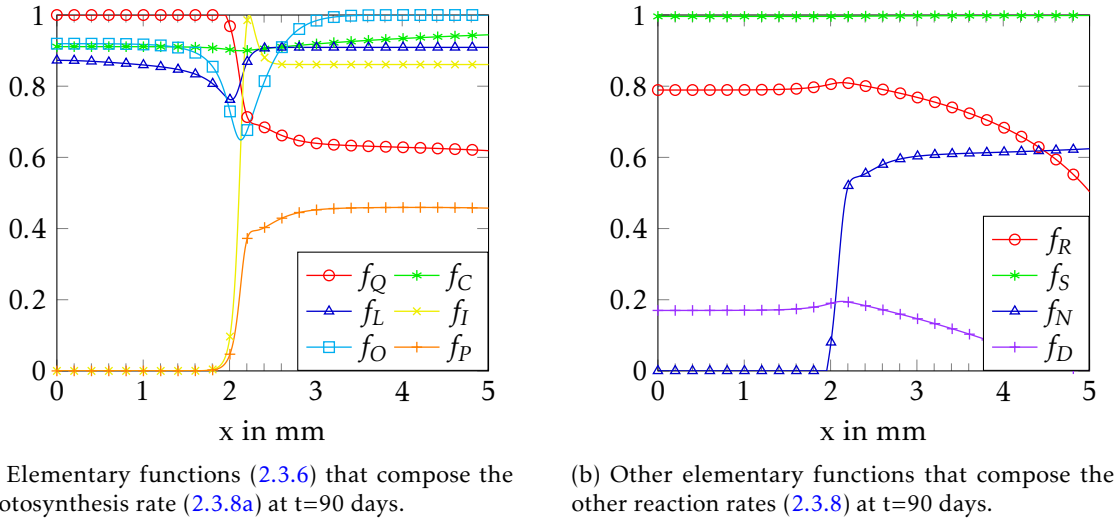 1
0.8
0.6
0.4
0.2
0
0 1 2 3 4 5
x in mm
f_Q f_C
f_L f_I
f_O f_P
Elementary functions (2.3.6) that compose the
otosynthesis rate (2.3.8a) at t=90 days.
1
0.8
0.6
0.4
0.2
0
0 1 2 3 4 5
x in mm
f_R
f_S
f_N
f_D
(b) Other elementary functions that compose the
other reaction rates (2.3.8) at t=90 days.